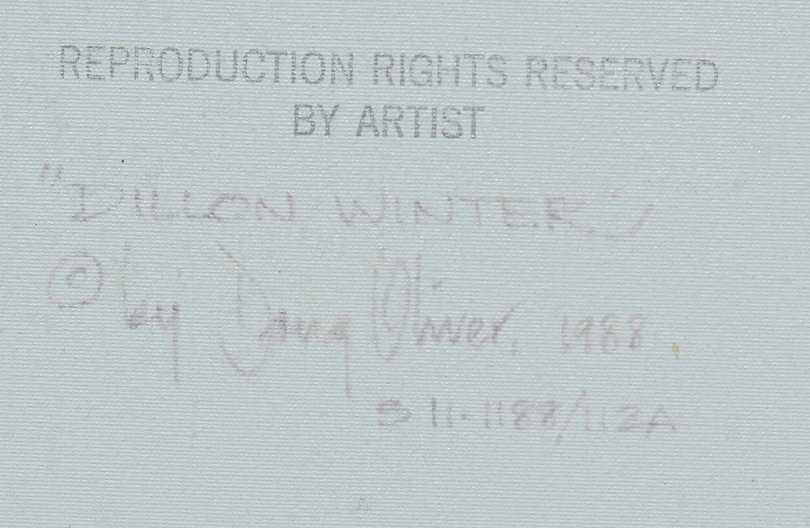 REPRODUCTION RIGHTS RESERVED
BY ARTIST
"DILLON WINTER"
© by Doug Oliver, 1988.
S 11-1188/112A